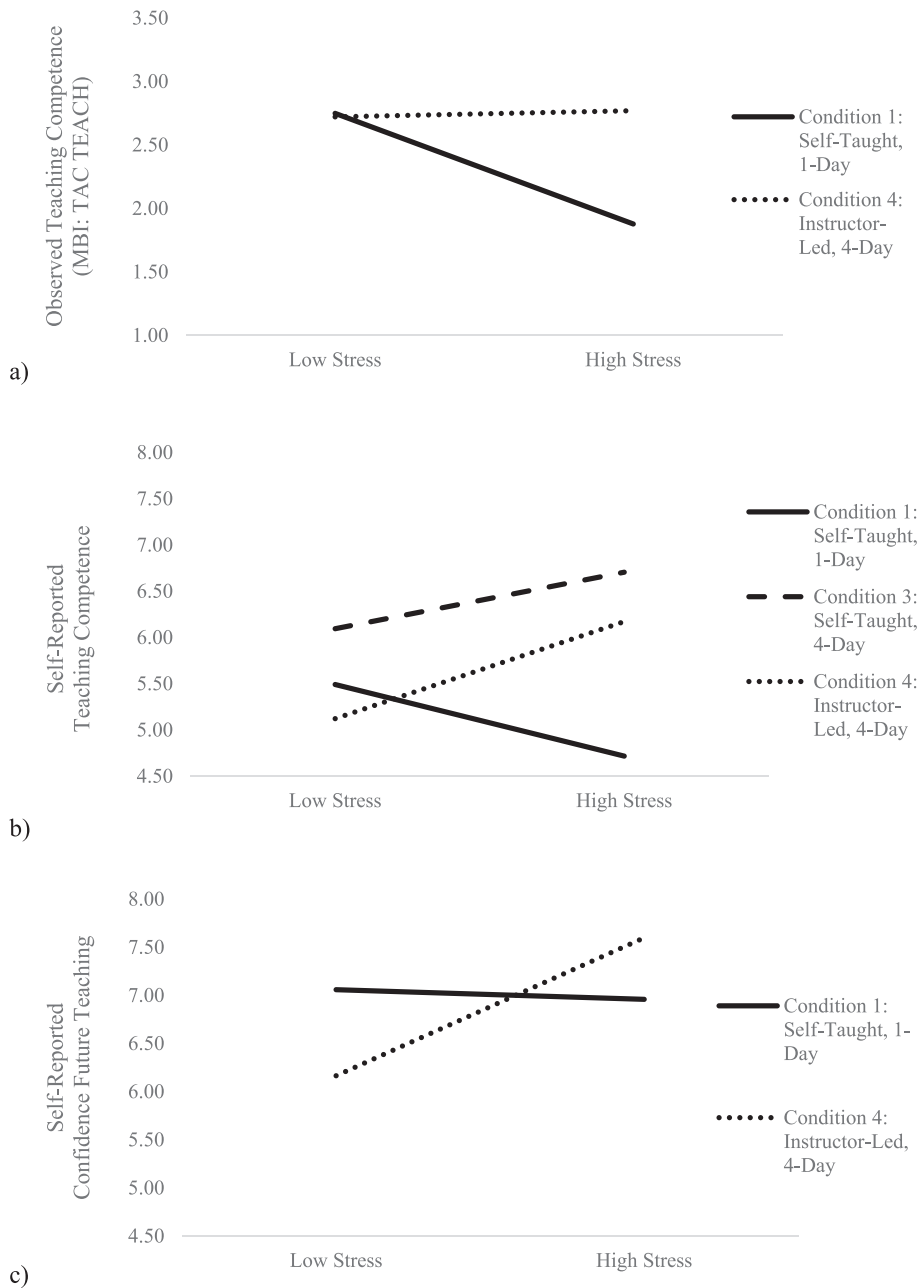 3.50
3.00
2.50
2.00
1.50
1.00
Observed Teaching Competence
(MBI: TAC TEACH)
Low Stress
High Stress
Condition 1:
Self-Taught,
1-Day
Condition 4:
Instructor-
Led, 4-Day
a)
8.00
7.50
7.00
6.50
6.00
5.50
5.00
4.50
Self-Reported
Teaching Competence
Low Stress
High Stress
Condition 1:
Self-Taught,
1-Day
Condition 3:
Self-Taught,
4-Day
Condition 4:
Instructor-
Led, 4-Day
b)
8.00
7.50
7.00
6.50
6.00
5.50
5.00
4.50
Self-Reported
Confidence Future Teaching
Low Stress
High Stress
Condition 1:
Self-Taught, 1-
Day
Condition 4:
Instructor-Led,
4-Day
c)